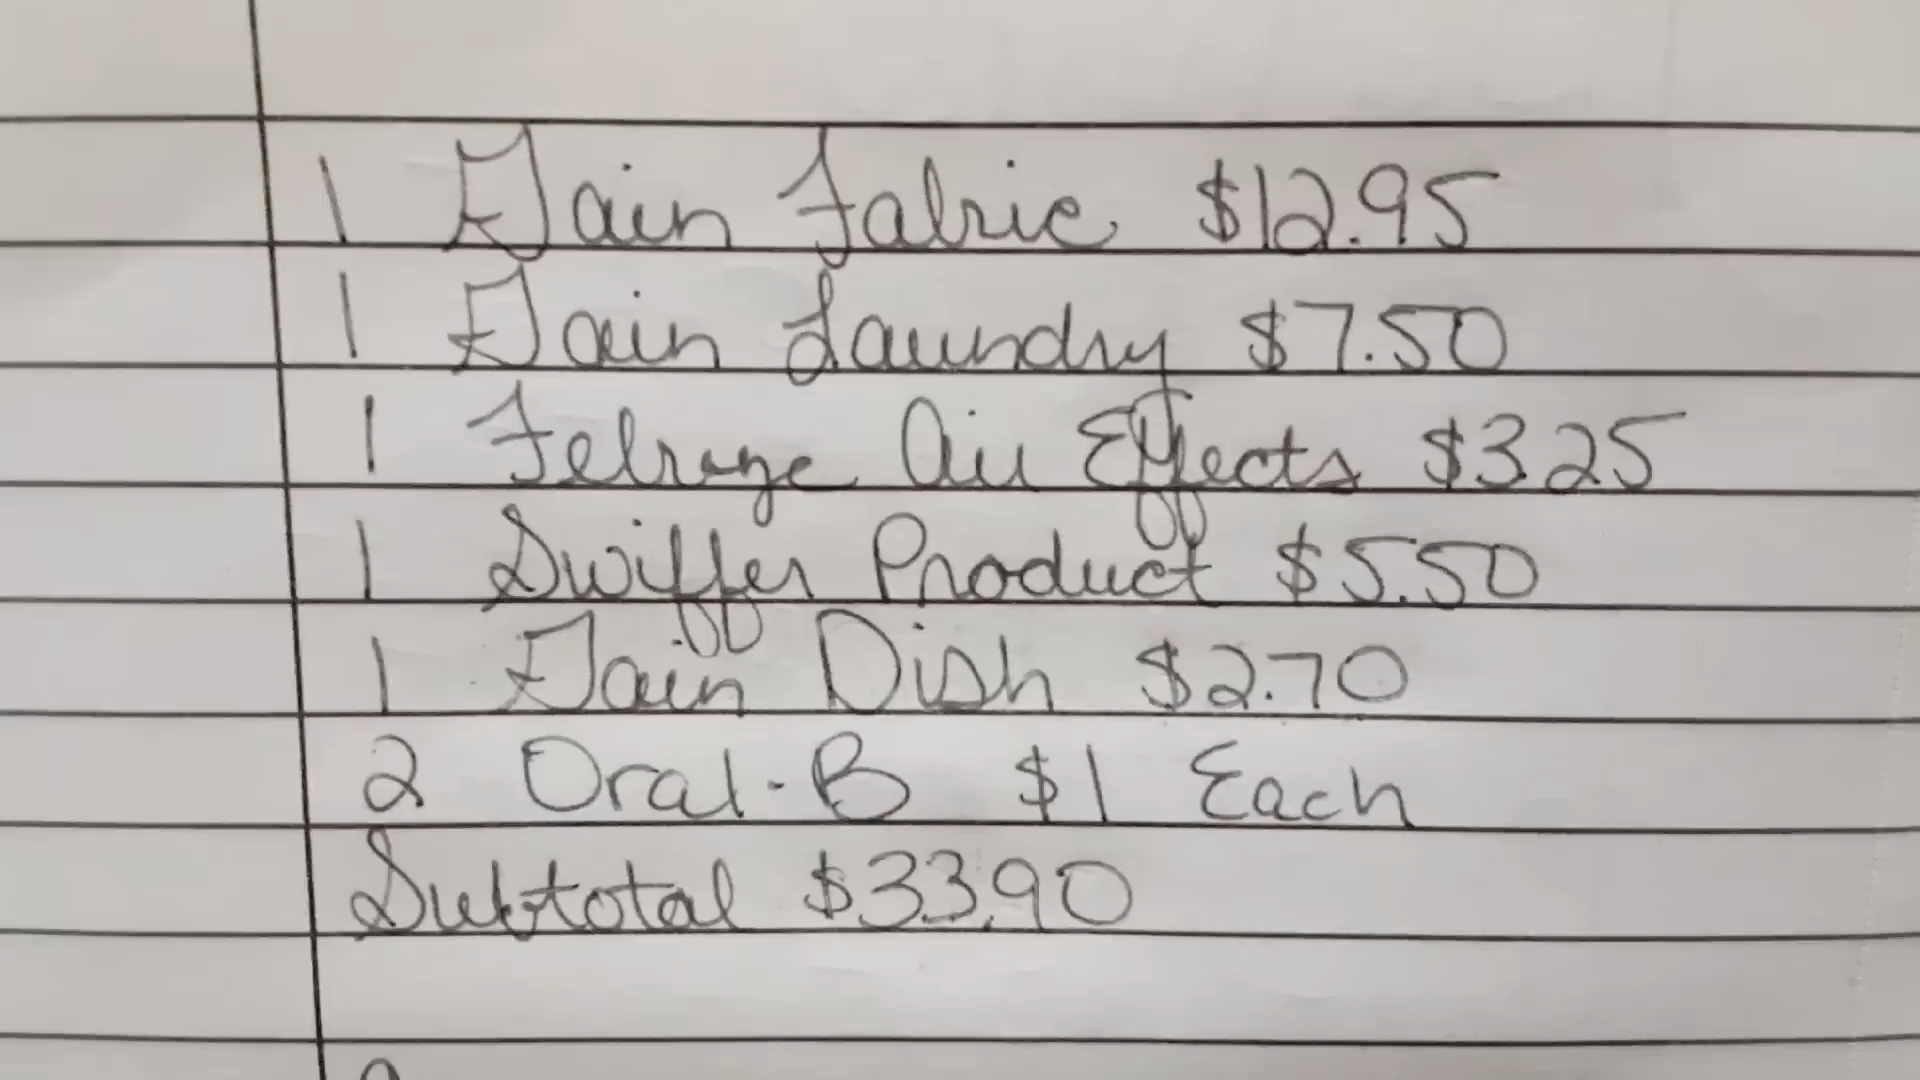 1 Gain Fabric $12.95
1 Gain Laundry $7.50
1 Febreze Air Effects $3.25
1 Swiffer Product $5.50
1 Gain Dish $2.70
2 Oral-B $1 Each
Subtotal $33.90